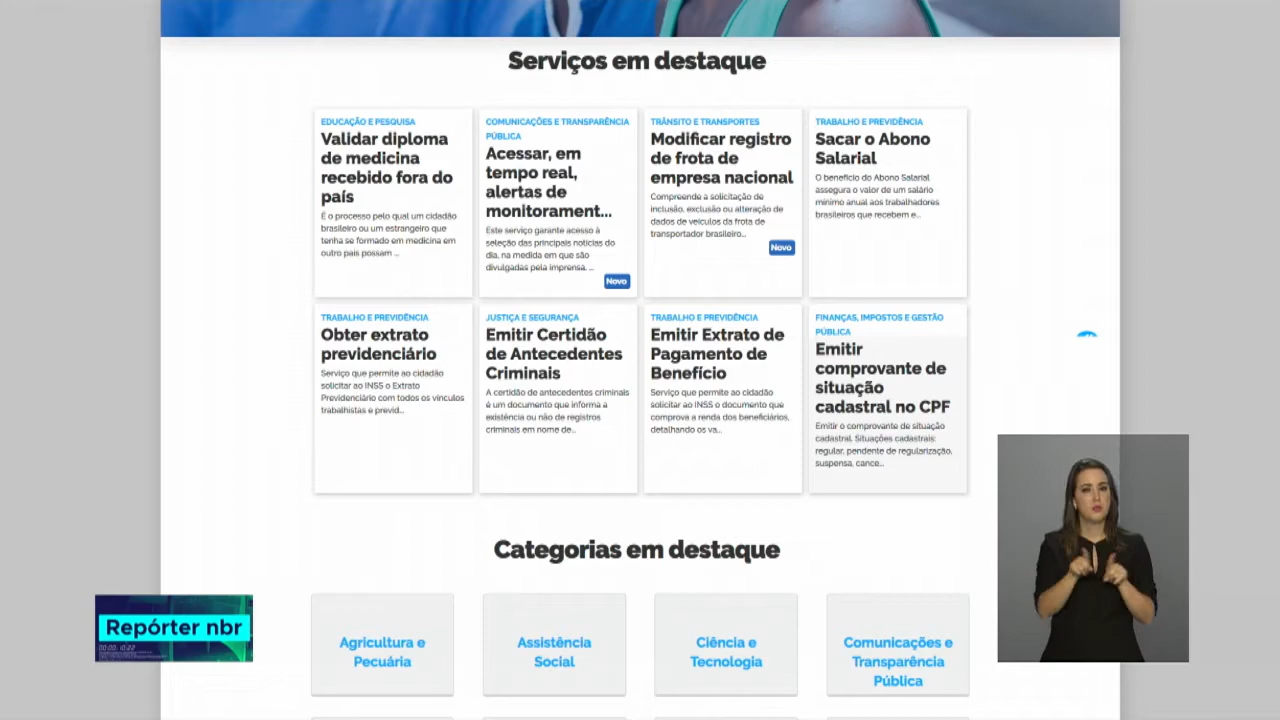 Serviços em destaque
EDUCAÇÃO E PESQUISA
Validar diploma
de medicina
recebido fora do
país
É o processo pelo qual um cidadão
brasileiro ou um estrangeiro que
tenha se formado em medicina em
outro país possam ...
COMUNICAÇÕES E TRANSPARÊNCIA
PÚBLICA
Acessar, em
tempo real,
alertas de
monitorament...
Este serviço garante acesso à
seleção das principais notícias do
dia, na medida em que são
divulgadas pela imprensa. ...
Novo
TRÂNSITO E TRANSPORTES
Modificar registro
de frota de
empresa nacional
Compreende a solicitação de
inclusão, exclusão ou alteração de
dados de veículos da frota de
transportador brasileiro...
Novo
TRABALHO E PREVIDÊNCIA
Sacar o Abono
Salarial
O benefício do Abono Salarial
assegura o valor de um salário
mínimo anual aos trabalhadores
brasileiros que recebem e...
TRABALHO E PREVIDÊNCIA
Obter extrato
previdenciário
Serviço que permite ao cidadão
solicitar ao INSS o Extrato
Previdenciário com todos os vínculos
trabalhistas e previd...
JUSTIÇA E SEGURANÇA
Emitir Certidão
de Antecedentes
Criminais
A certidão de antecedentes criminais
é um documento que informa a
existência ou não de registros
criminais em nome de...
TRABALHO E PREVIDÊNCIA
Emitir Extrato de
Pagamento de
Benefício
Serviço que permite ao cidadão
solicitar ao INSS o documento que
comprova a renda dos beneficiários,
detalhando os va...
FINANÇAS, IMPOSTOS E GESTÃO
PÚBLICA
Emitir
comprovante de
situação
cadastral no CPF
Emitir o comprovante de situação
cadastral. Situações cadastrais:
regular, pendente de regularização,
suspensa, cance...
Categorias em destaque
Agricultura e
Pecuária
Assistência
Social
Ciência e
Tecnologia
Comunicações e
Transparência
Pública
Repórter nbr